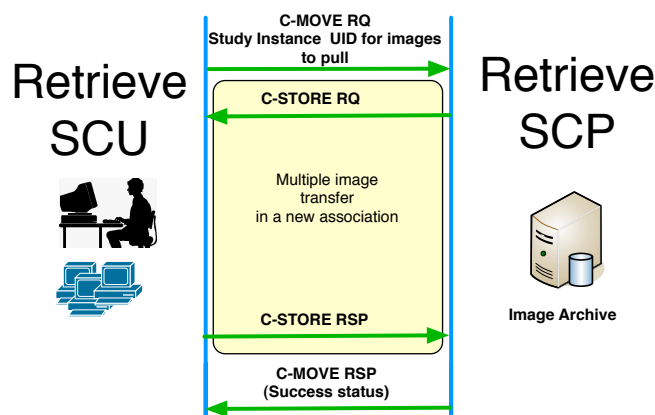 C-MOVE RQ
Study Instance UID for images
to pull
Retrieve
SCU
Retrieve
SCP
C-STORE RQ
Multiple image
transfer
in a new association
Image Archive
C-STORE RSP
C-MOVE RSP
(Success status)